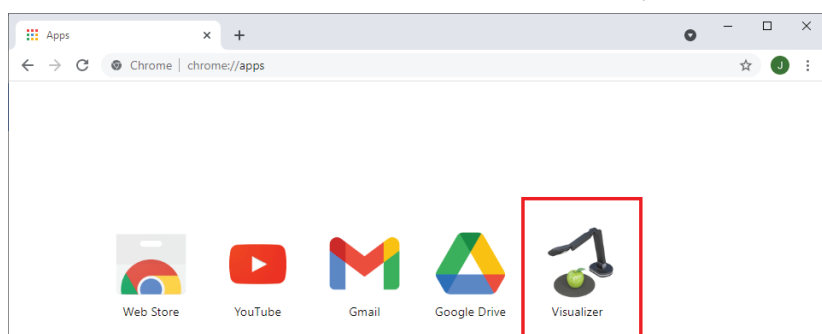 Apps
Chrome | chrome://apps
J
Web Store YouTube Gmail Google Drive Visualizer